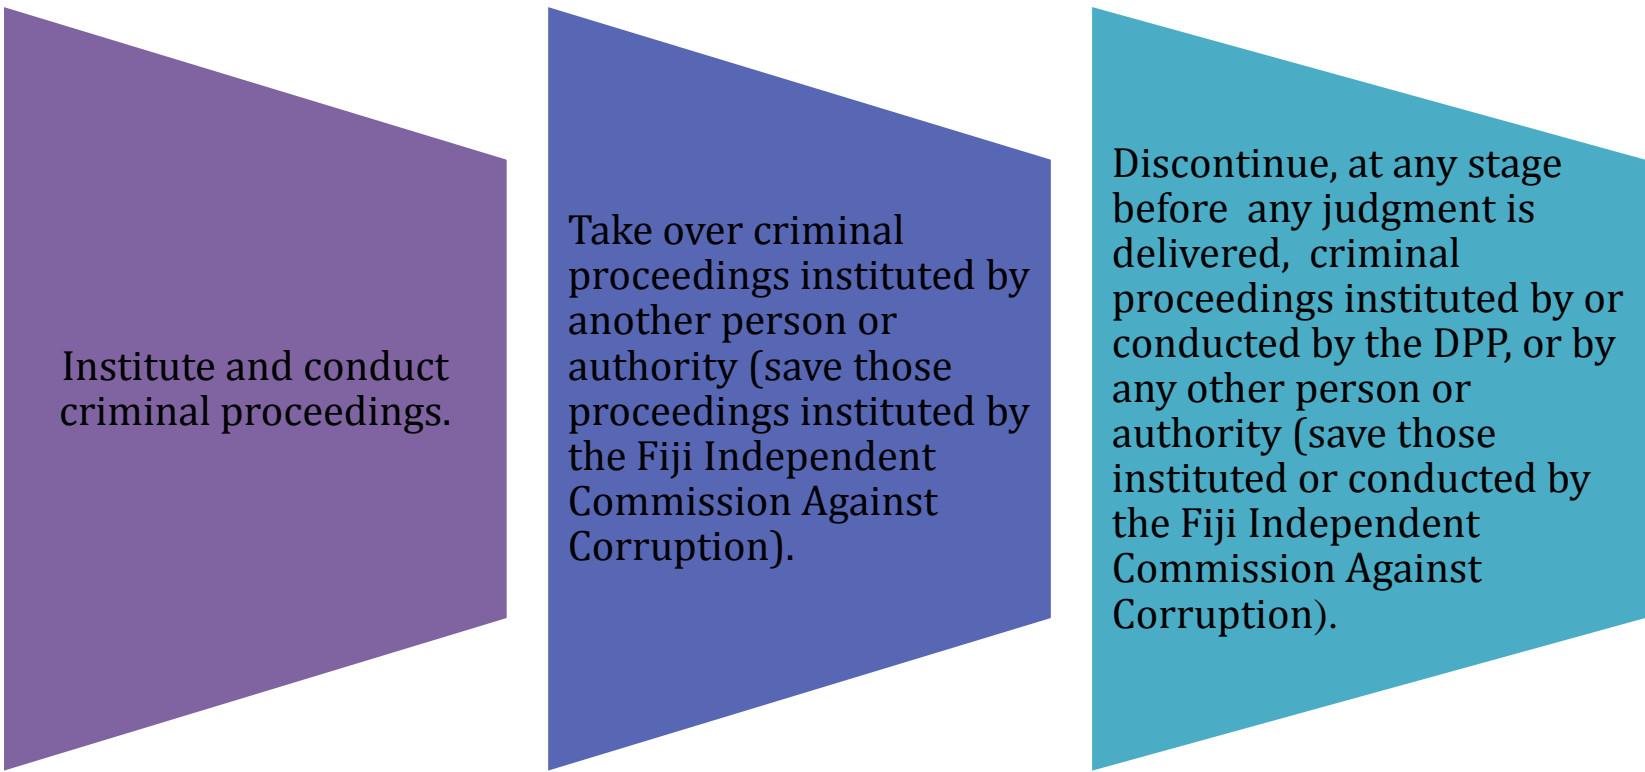 Institute and conduct
criminal proceedings.
Take over criminal
proceedings instituted by
another person or
authority (save those
proceedings instituted by
the Fiji Independent
Commission Against
Corruption).
Discontinue, at any stage
before  any judgment is
delivered,  criminal
proceedings instituted by or
conducted by the DPP, or by
any other person or
authority (save those
instituted or conducted by
the Fiji Independent
Commission Against
Corruption).